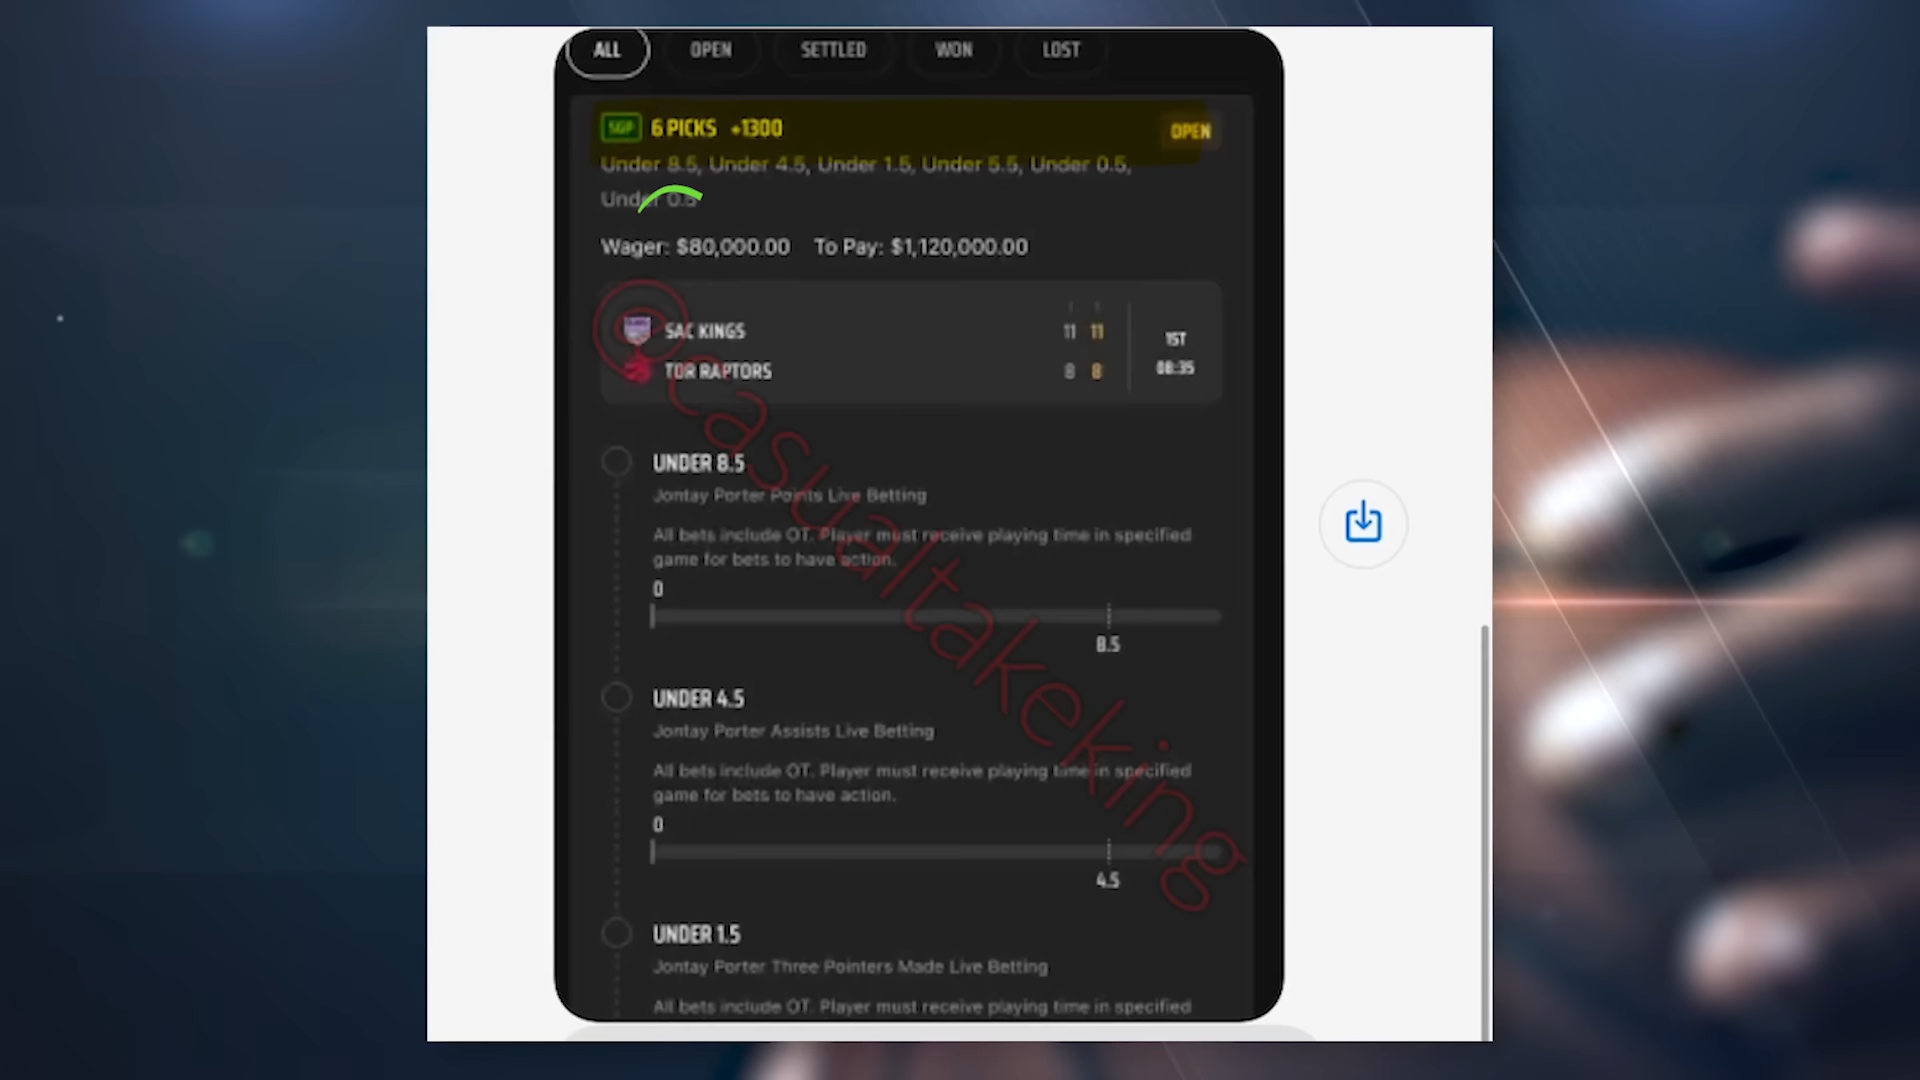 ALL OPEN SETTLED WON LOST
SGP 6 PICKS +1300 OPEN
Under 8.5, Under 4.5, Under 1.5, Under 5.5, Under 0.5,
Under 0.5
Wager: $80,000.00 To Pay: $1,120,000.00
1 1
SAC KINGS 11 11
1ST
TOR RAPTORS 8 8
08:35
UNDER 8.5
Jontay Porter Points Live Betting
All bets include OT. Player must receive playing time in specified
game for bets to have action.
0
8.5
UNDER 4.5
Jontay Porter Assists Live Betting
All bets include OT. Player must receive playing time in specified
game for bets to have action.
0
4.5
UNDER 1.5
Jontay Porter Three Pointers Made Live Betting
All bets include OT. Player must receive playing time in specified
@casualtakeking